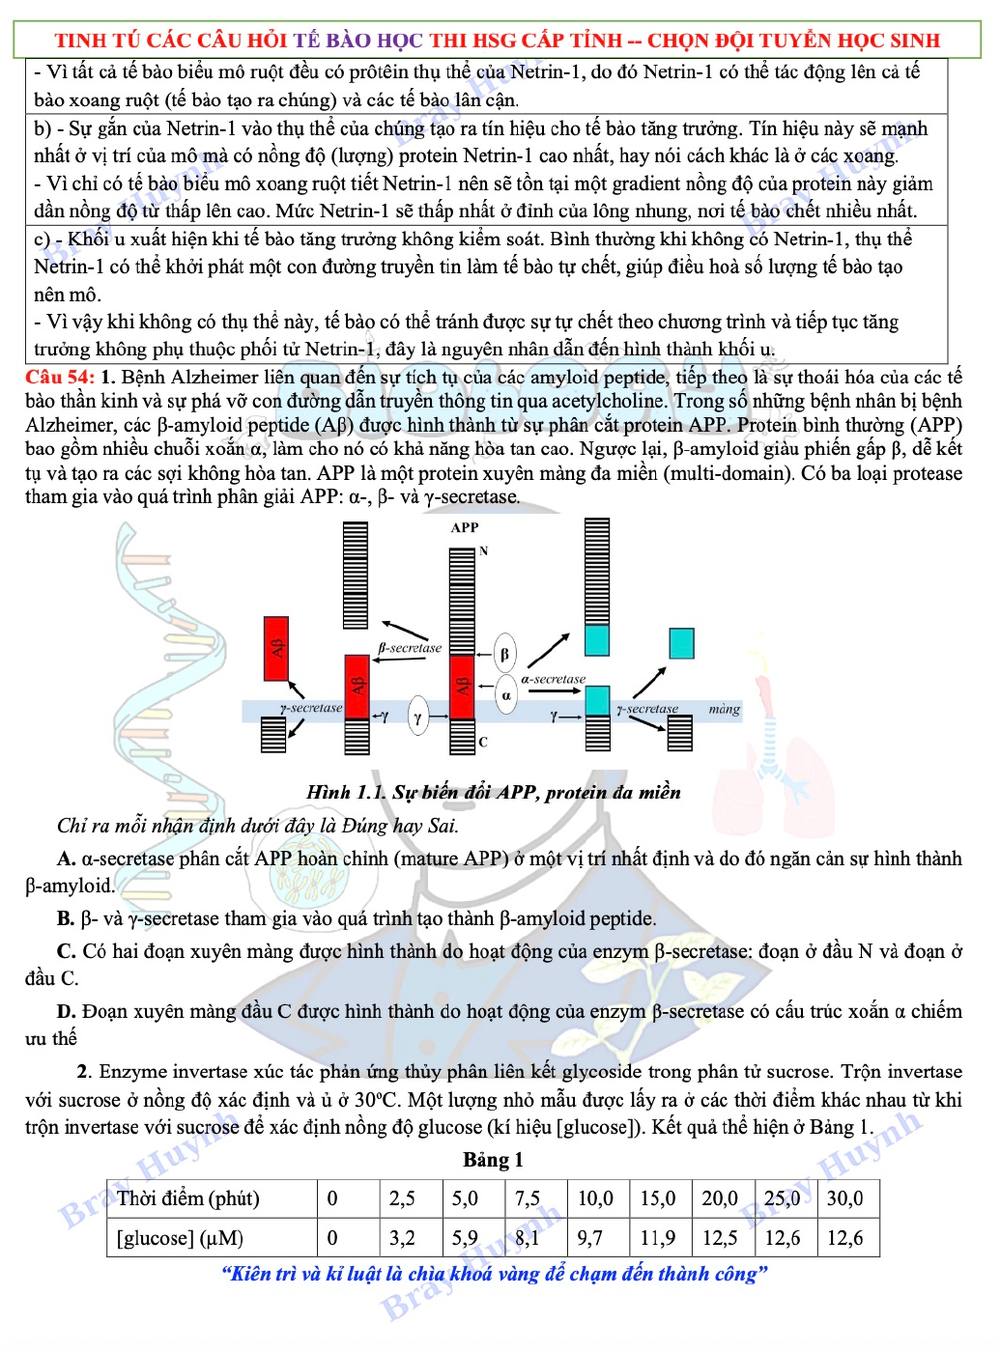 TINH TÚ CÁC CÂU HỎI TẾ BÀO HỌC THI HSG CẤP TỈNH -- CHỌN ĐỘI TUYỂN HỌC SINH
- Vì tất cả tế bào biểu mô ruột đều có prôtêin thụ thể của Netrin-1, do đó Netrin-1 có thể tác động lên cả tế
bào xoang ruột (tế bào tạo ra chúng) và các tế bào lân cận.
b) - Sự gắn của Netrin-1 vào thụ thể của chúng tạo ra tín hiệu cho tế bào tăng trưởng. Tín hiệu này sẽ mạnh
nhất ở vị trí của mô mà có nồng độ (lượng) protein Netrin-1 cao nhất, hay nói cách khác là ở các xoang.
- Vì chỉ có tế bào biểu mô xoang ruột tiết Netrin-1 nên sẽ tồn tại một gradient nồng độ của protein này giảm
dần nồng độ từ thấp lên cao. Mức Netrin-1 sẽ thấp nhất ở đỉnh của lông nhung, nơi tế bào chết nhiều nhất.
c) - Khối u xuất hiện khi tế bào tăng trưởng không kiểm soát. Bình thường khi không có Netrin-1, thụ thể
Netrin-1 có thể khởi phát một con đường truyền tin làm tế bào tự chết, giúp điều hoà số lượng tế bào tạo
nên mô.
- Vì vậy khi không có thụ thể này, tế bào có thể tránh được sự tự chết theo chương trình và tiếp tục tăng
trưởng không phụ thuộc phối tử Netrin-1, đây là nguyên nhân dẫn đến hình thành khối u.
Câu 54: 1. Bệnh Alzheimer liên quan đến sự tích tụ của các amyloid peptide, tiếp theo là sự thoái hóa của các tế
bào thần kinh và sự phá vỡ con đường dẫn truyền thông tin qua acetylcholine. Trong số những bệnh nhân bị bệnh
Alzheimer, các β-amyloid peptide (Aβ) được hình thành từ sự phân cắt protein APP. Protein bình thường (APP)
bao gồm nhiều chuỗi xoắn α, làm cho nó có khả năng hòa tan cao. Ngược lại, β-amyloid giàu phiến gấp β, dễ kết
tụ và tạo ra các sợi không hòa tan. APP là một protein xuyên màng đa miền (multi-domain). Có ba loại protease
tham gia vào quá trình phân giải APP: α-, β- và γ-secretase.
APP
N
β-secretase
β
α-secretase
α
Aβ
Aβ
Aβ
γ-secretase
γ
γ
γ
γ-secretase
màng
C
Hình 1.1. Sự biến đổi APP, protein đa miền
Chỉ ra mỗi nhận định dưới đây là Đúng hay Sai.
A. α-secretase phân cắt APP hoàn chỉnh (mature APP) ở một vị trí nhất định và do đó ngăn cản sự hình thành
β-amyloid.
B. β- và γ-secretase tham gia vào quá trình tạo thành β-amyloid peptide.
C. Có hai đoạn xuyên màng được hình thành do hoạt động của enzym β-secretase: đoạn ở đầu N và đoạn ở
đầu C.
D. Đoạn xuyên màng đầu C được hình thành do hoạt động của enzym β-secretase có cấu trúc xoắn α chiếm
ưu thế
2. Enzyme invertase xúc tác phản ứng thủy phân liên kết glycoside trong phân tử sucrose. Trộn invertase
với sucrose ở nồng độ xác định và ủ ở 30ºC. Một lượng nhỏ mẫu được lấy ra ở các thời điểm khác nhau từ khi
trộn invertase với sucrose để xác định nồng độ glucose (kí hiệu [glucose]). Kết quả thể hiện ở Bảng 1.
Bảng 1
Thời điểm (phút) 0 2,5 5,0 7,5 10,0 15,0 20,0 25,0 30,0
[glucose] (µM) 0 3,2 5,9 8,1 9,7 11,9 12,5 12,6 12,6
“Kiên trì và kỉ luật là chìa khoá vàng để chạm đến thành công”
Bray Huynh
Bray Huynh
Bray Huynh
Bray Huynh
Bray Huynh
Bray Huynh
Biology